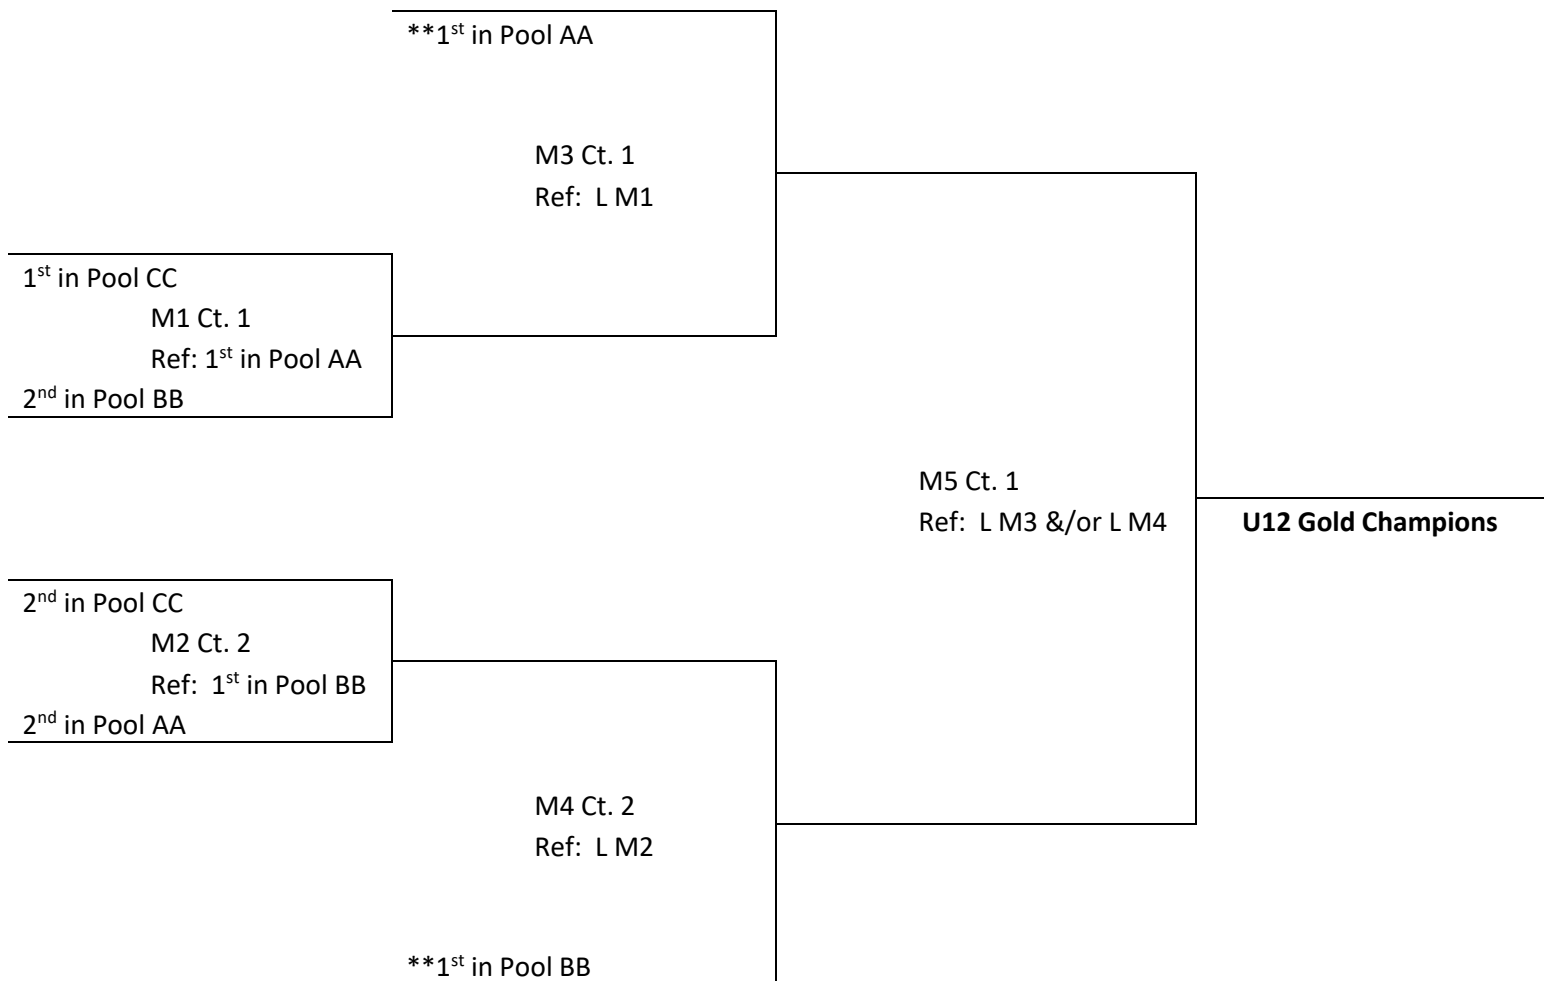 **1st in Pool AA
M3 Ct. 1
Ref:  L M1
1st in Pool CC
M1 Ct. 1
Ref: 1st in Pool AA
2nd in Pool BB
M5 Ct. 1
Ref:  L M3 &/or L M4
U12 Gold Champions
2nd in Pool CC
M2 Ct. 2
Ref:  1st in Pool BB
2nd in Pool AA
M4 Ct. 2
Ref:  L M2
**1st in Pool BB